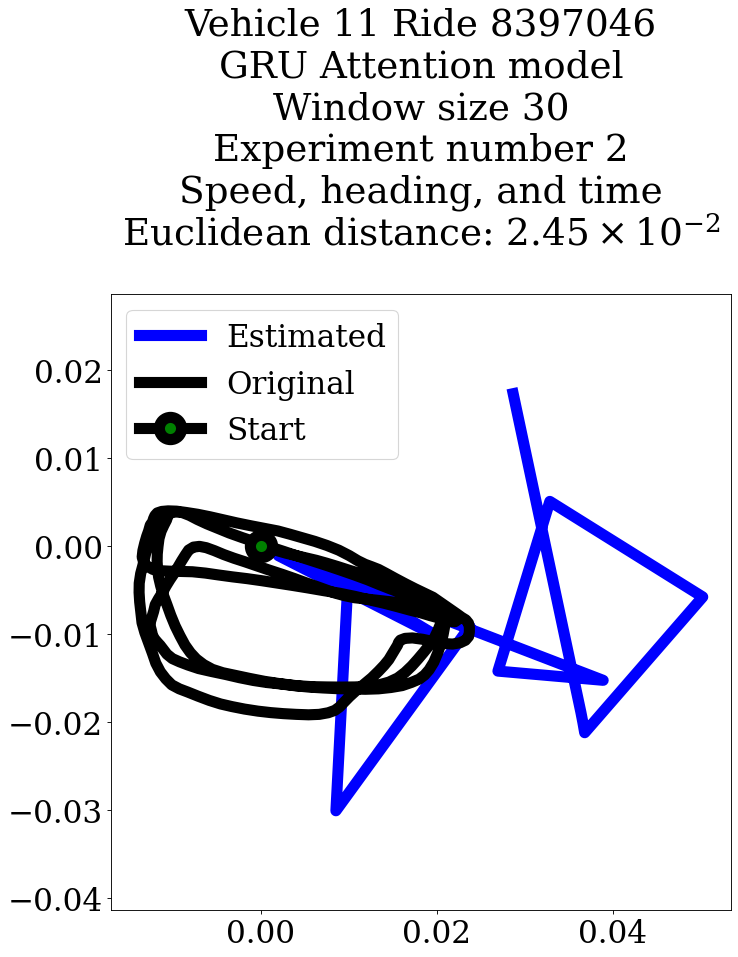 Vehicle 11 Ride 8397046
GRU Attention model
Window size 30
Experiment number 2
Speed, heading, and time
Euclidean distance: 2.45 × 10⁻²
Estimated
Original
Start
0.02
0.01
0.00
−0.01
−0.02
−0.03
−0.04
0.00 0.02 0.04